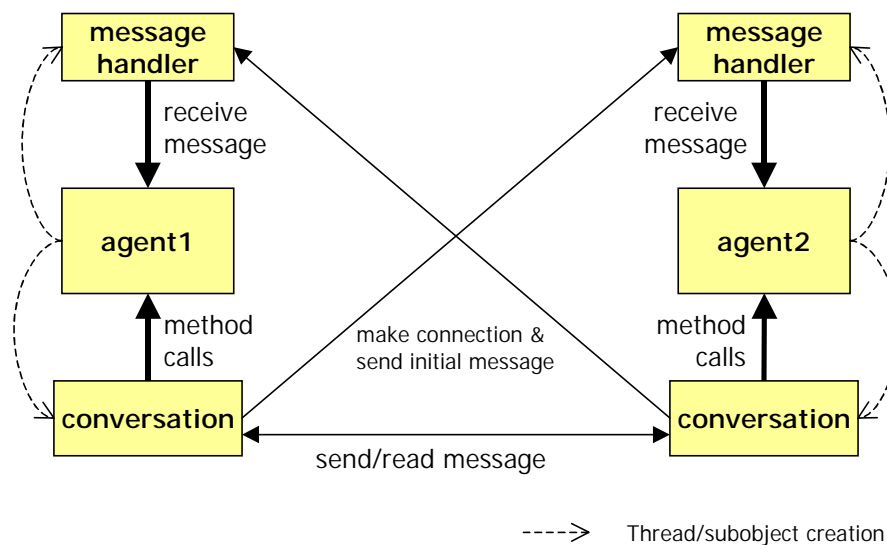 message
handler
message
handler
receive
message
receive
message
agent1
agent2
method
calls
make connection &
send initial message
method
calls
conversation
conversation
send/read message
Thread/subobject creation